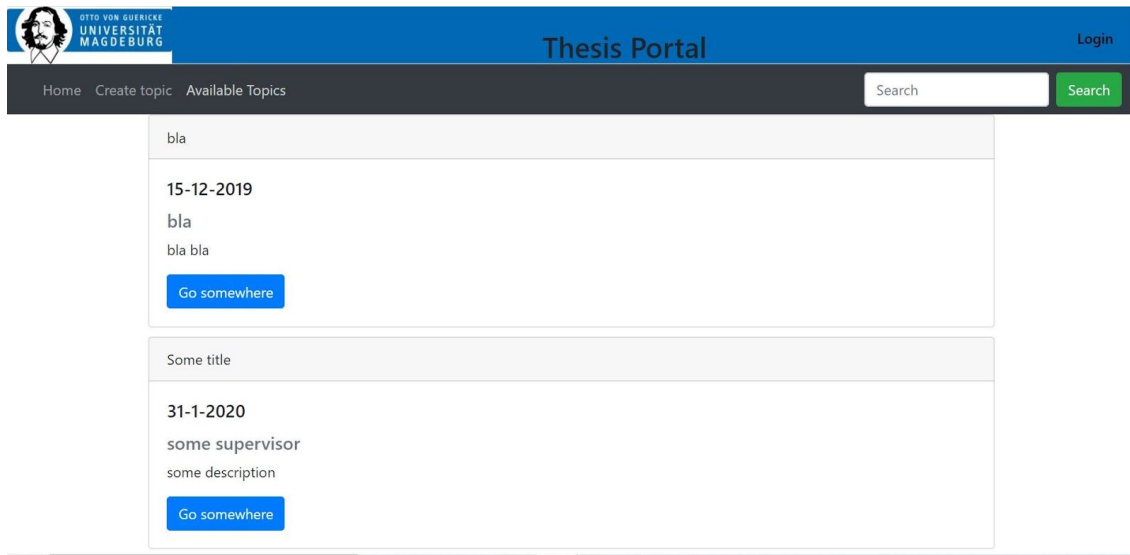 OTTO VON GUERICKE
UNIVERSITÄT
MAGDEBURG
Thesis Portal
Login
Home Create topic Available Topics Search Search
bla
15-12-2019
bla
bla bla
Go somewhere
Some title
31-1-2020
some supervisor
some description
Go somewhere